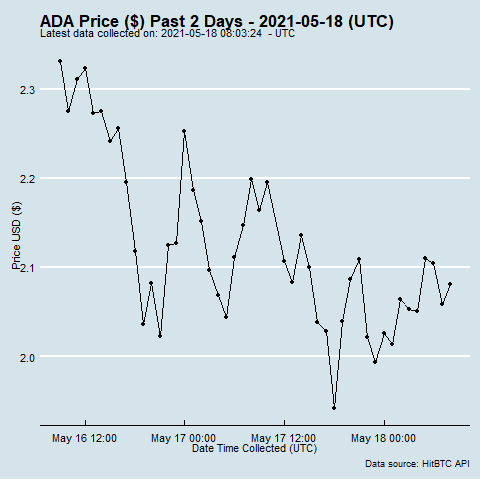 ADA Price ($) Past 2 Days - 2021-05-18 (UTC)
Latest data collected on: 2021-05-18 08:03:24  - UTC
2.3
2.2
2.1
2.0
Price USD ($)
May 16 12:00
May 17 00:00
May 17 12:00
May 18 00:00
Date Time Collected (UTC)
Data source: HitBTC API